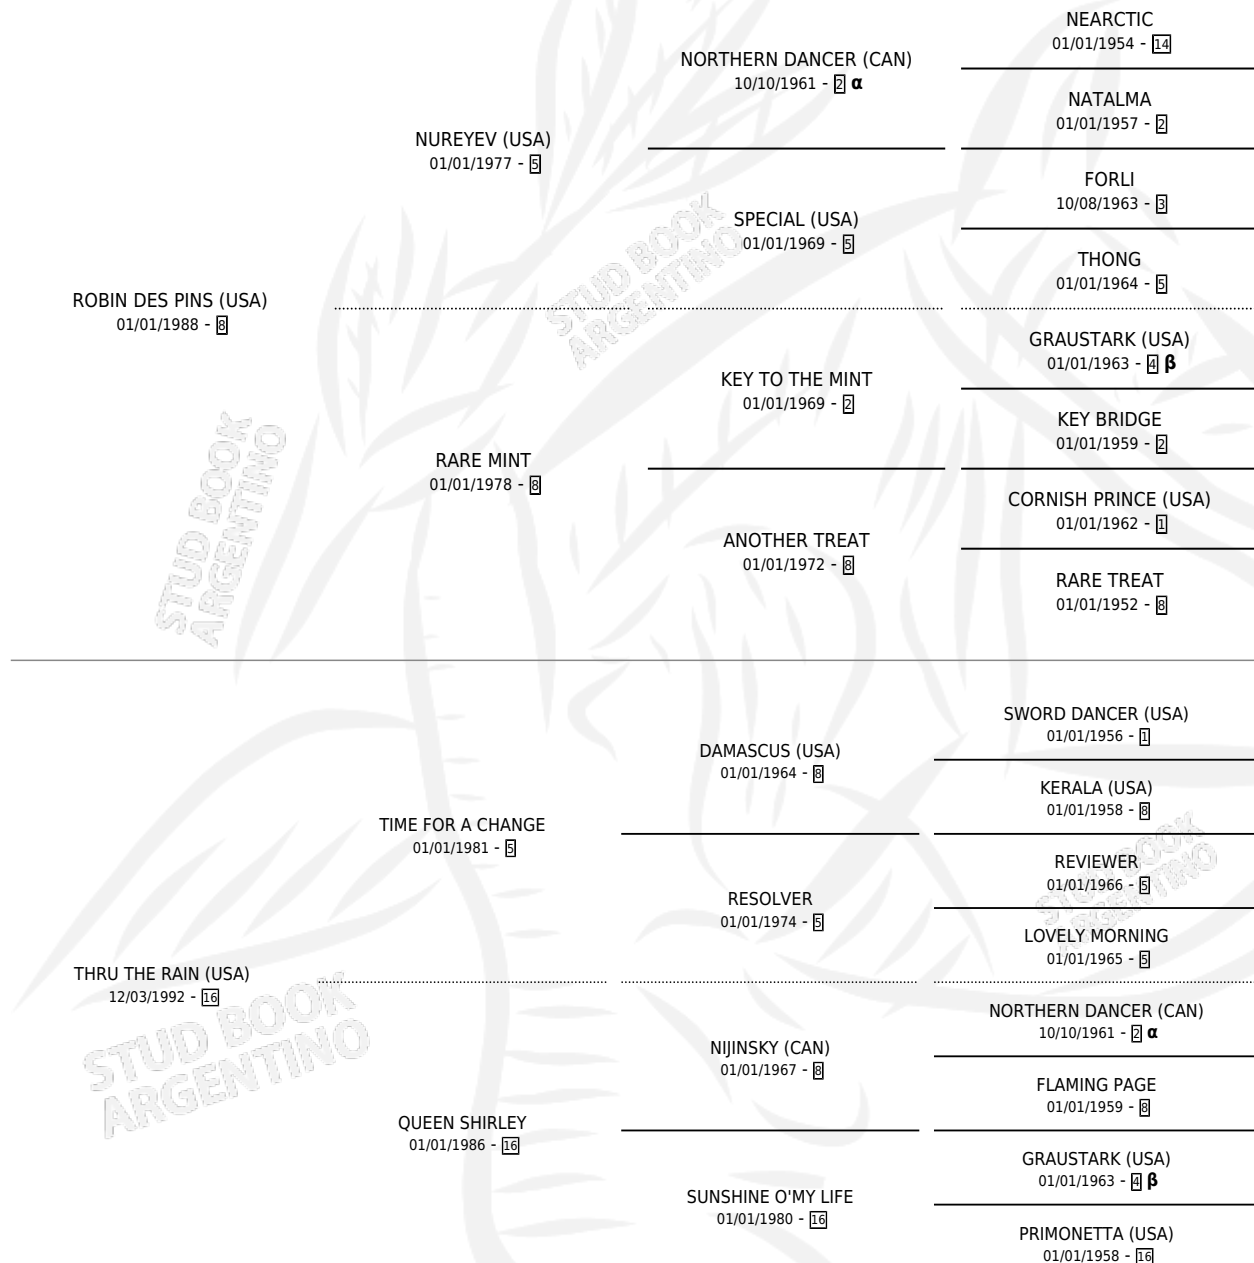 NEARCTIC
01/01/1954 - 14
NORTHERN DANCER (CAN)
10/10/1961 - 2 α
NATALMA
01/01/1957 - 2
NUREYEV (USA)
01/01/1977 - 5
FORLI
10/08/1963 - 3
SPECIAL (USA)
01/01/1969 - 5
THONG
01/01/1964 - 5
ROBIN DES PINS (USA)
01/01/1988 - 8
GRAUSTARK (USA)
01/01/1963 - 4 β
KEY TO THE MINT
01/01/1969 - 2
KEY BRIDGE
01/01/1959 - 2
RARE MINT
01/01/1978 - 8
CORNISH PRINCE (USA)
01/01/1962 - 1
ANOTHER TREAT
01/01/1972 - 8
RARE TREAT
01/01/1952 - 8
SWORD DANCER (USA)
01/01/1956 - 1
DAMASCUS (USA)
01/01/1964 - 8
KERALA (USA)
01/01/1958 - 8
TIME FOR A CHANGE
01/01/1981 - 5
REVIEWER
01/01/1966 - 5
RESOLVER
01/01/1974 - 5
LOVELY MORNING
01/01/1965 - 5
THRU THE RAIN (USA)
12/03/1992 - 16
NORTHERN DANCER (CAN)
10/10/1961 - 2 α
NIJINSKY (CAN)
01/01/1967 - 8
FLAMING PAGE
01/01/1959 - 8
QUEEN SHIRLEY
01/01/1986 - 16
GRAUSTARK (USA)
01/01/1963 - 4 β
SUNSHINE O'MY LIFE
01/01/1980 - 16
PRIMONETTA (USA)
01/01/1958 - 16
STUD BOOK
ARGENTINO
STUD BOOK
ARGENTINO
STUD BOOK
ARGENTINO
STUD BOOK
ARGENTINO